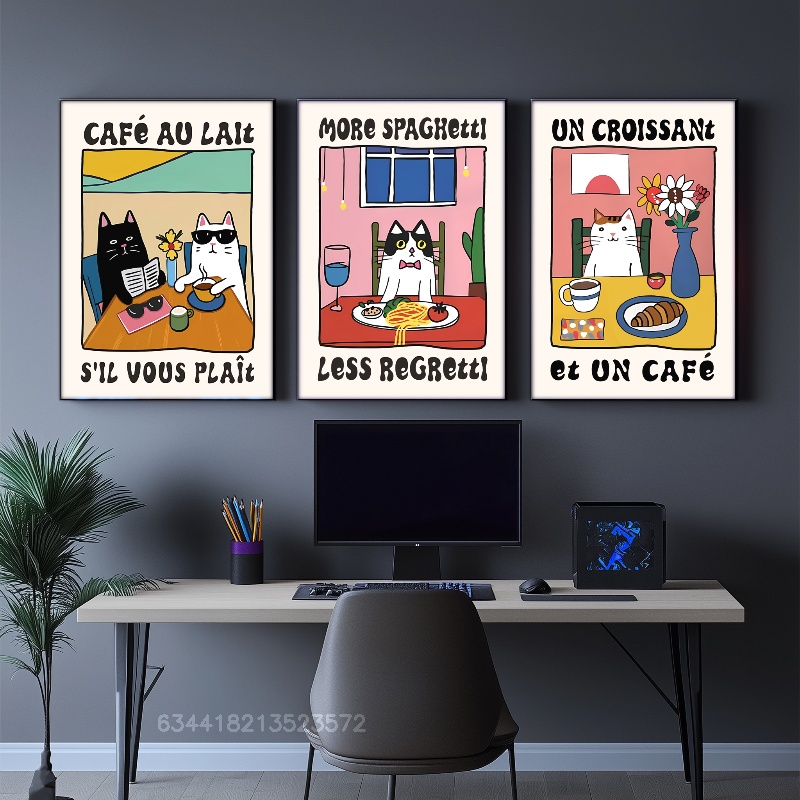 CAFÉ AU LAIT
S'IL VOUS PLAÎT
MORE SPAGHETTI
LESS REGRETTI
UN CROISSANT
ET UN CAFÉ
634418213523572